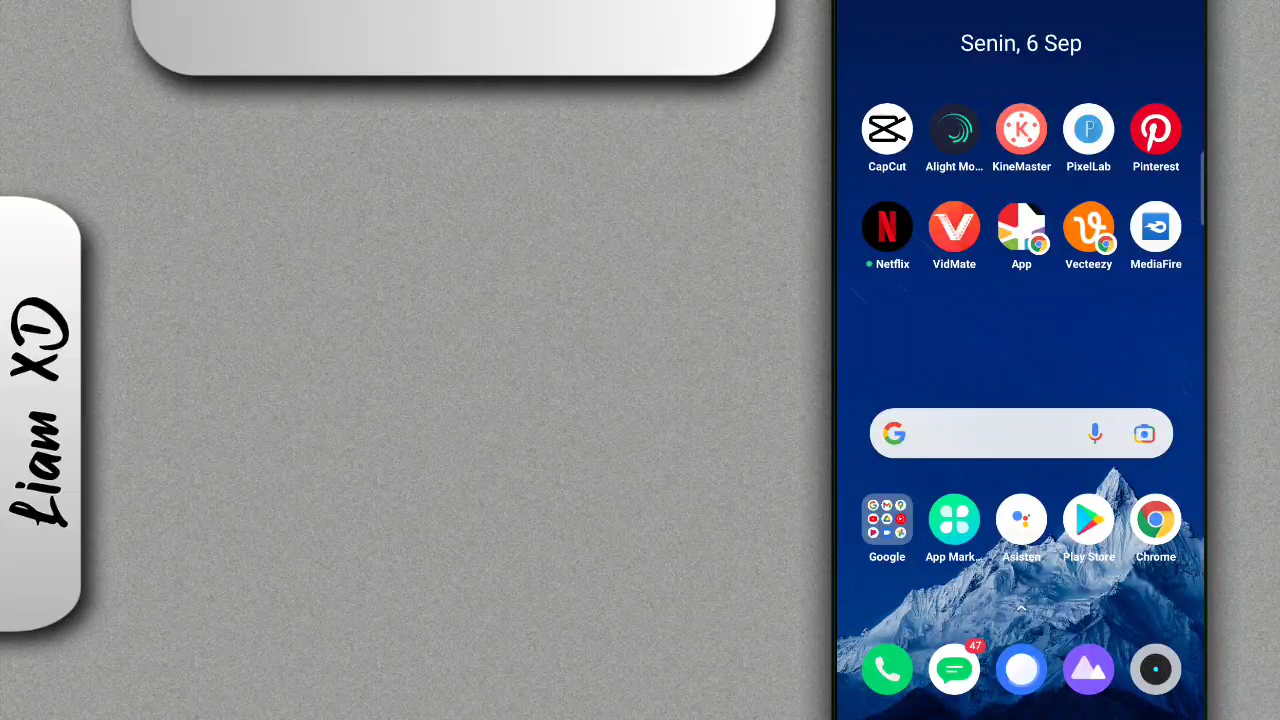 Liam XD
Senin, 6 Sep
CapCut
Alight Mo...
KineMaster
PixelLab
Pinterest
Netflix
VidMate
App
Vecteezy
MediaFire
Google
App Mark...
Asisten
Play Store
Chrome
47